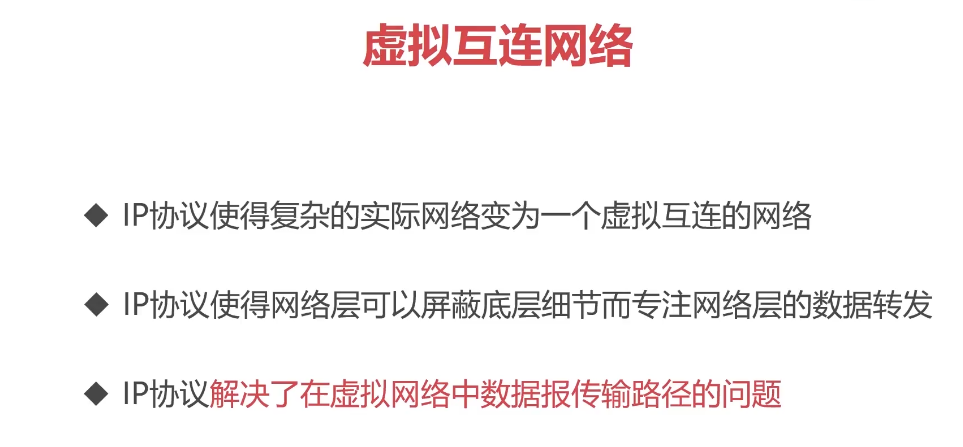 虚拟互连网络
◆ IP协议使得复杂的实际网络变为一个虚拟互连的网络
◆ IP协议使得网络层可以屏蔽底层细节而专注网络层的数据转发
◆ IP协议解决了在虚拟网络中数据报传输路径的问题